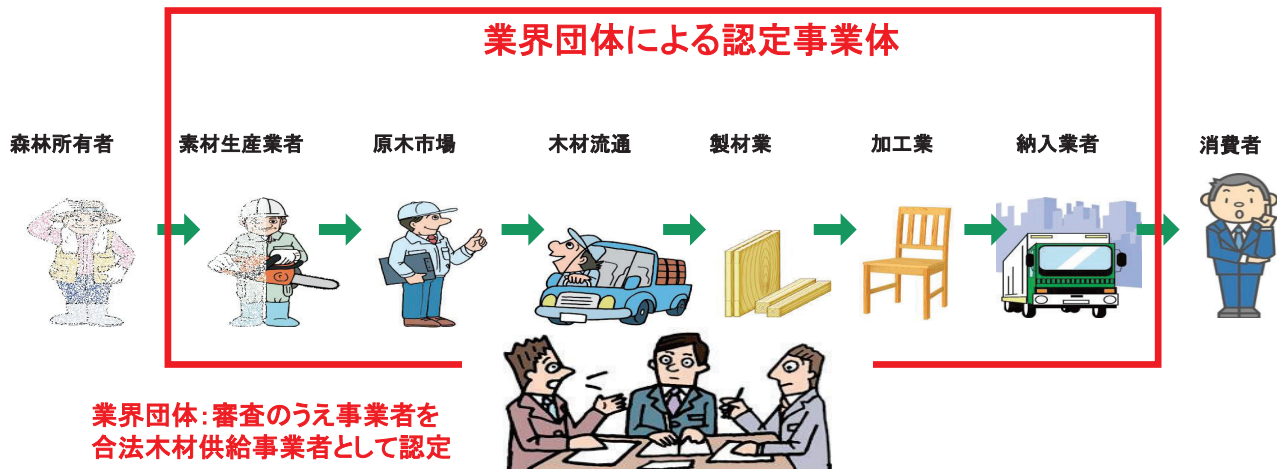 業界団体による認定事業体
森林所有者
素材生産業者
原木市場
木材流通
製材業
加工業
納入業者
消費者
業界団体：審査のうえ事業者を
合法木材供給事業者として認定